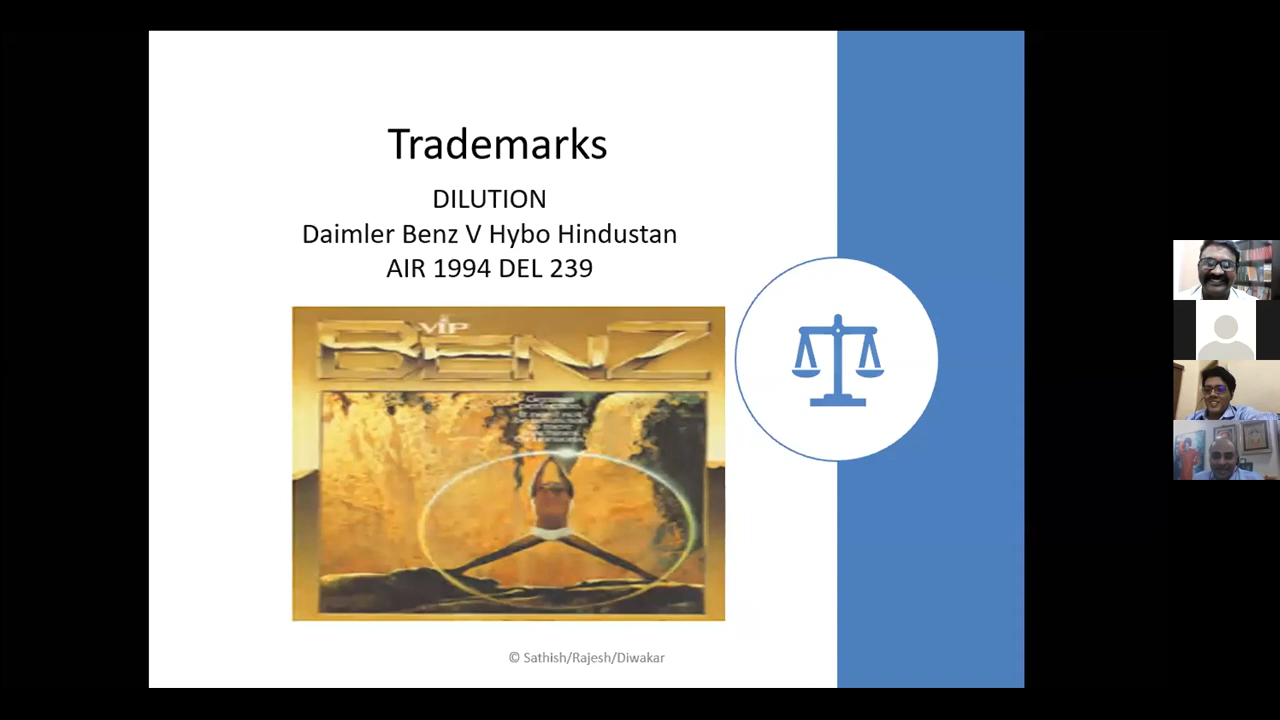 Trademarks
DILUTION
Daimler Benz V Hybo Hindustan
AIR 1994 DEL 239
VIP
BENZ
© Sathish/Rajesh/Diwakar